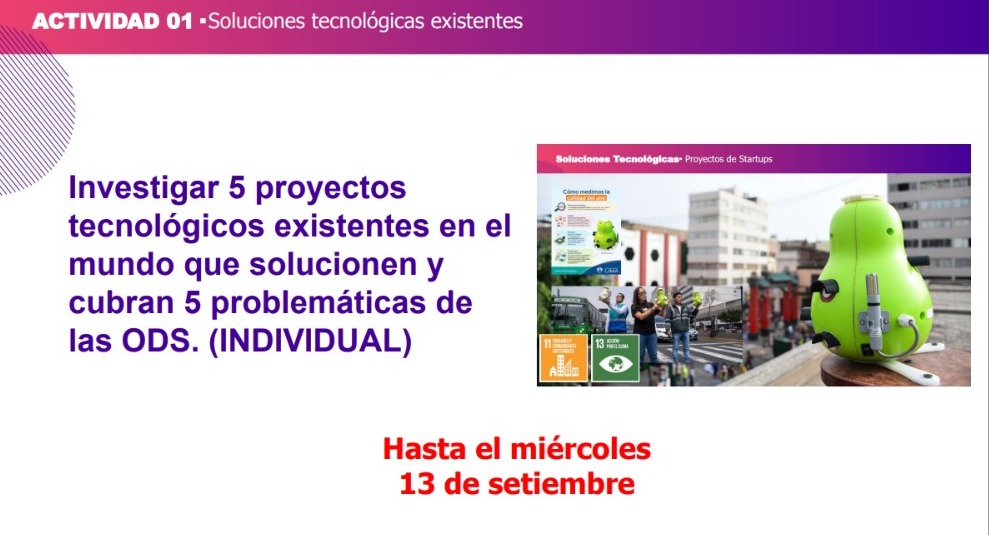 ACTIVIDAD 01 ▪Soluciones tecnológicas existentes
Investigar 5 proyectos
tecnológicos existentes en el
mundo que solucionen y
cubran 5 problemáticas de
las ODS. (INDIVIDUAL)
Soluciones Tecnológicas▪ Proyectos de Startups
Cómo medimos la
calidad del aire
LIMA
11 CIUDADES Y
COMUNIDADES
SOSTENIBLES
13 ACCIÓN
POR EL CLIMA
Hasta el miércoles
13 de setiembre